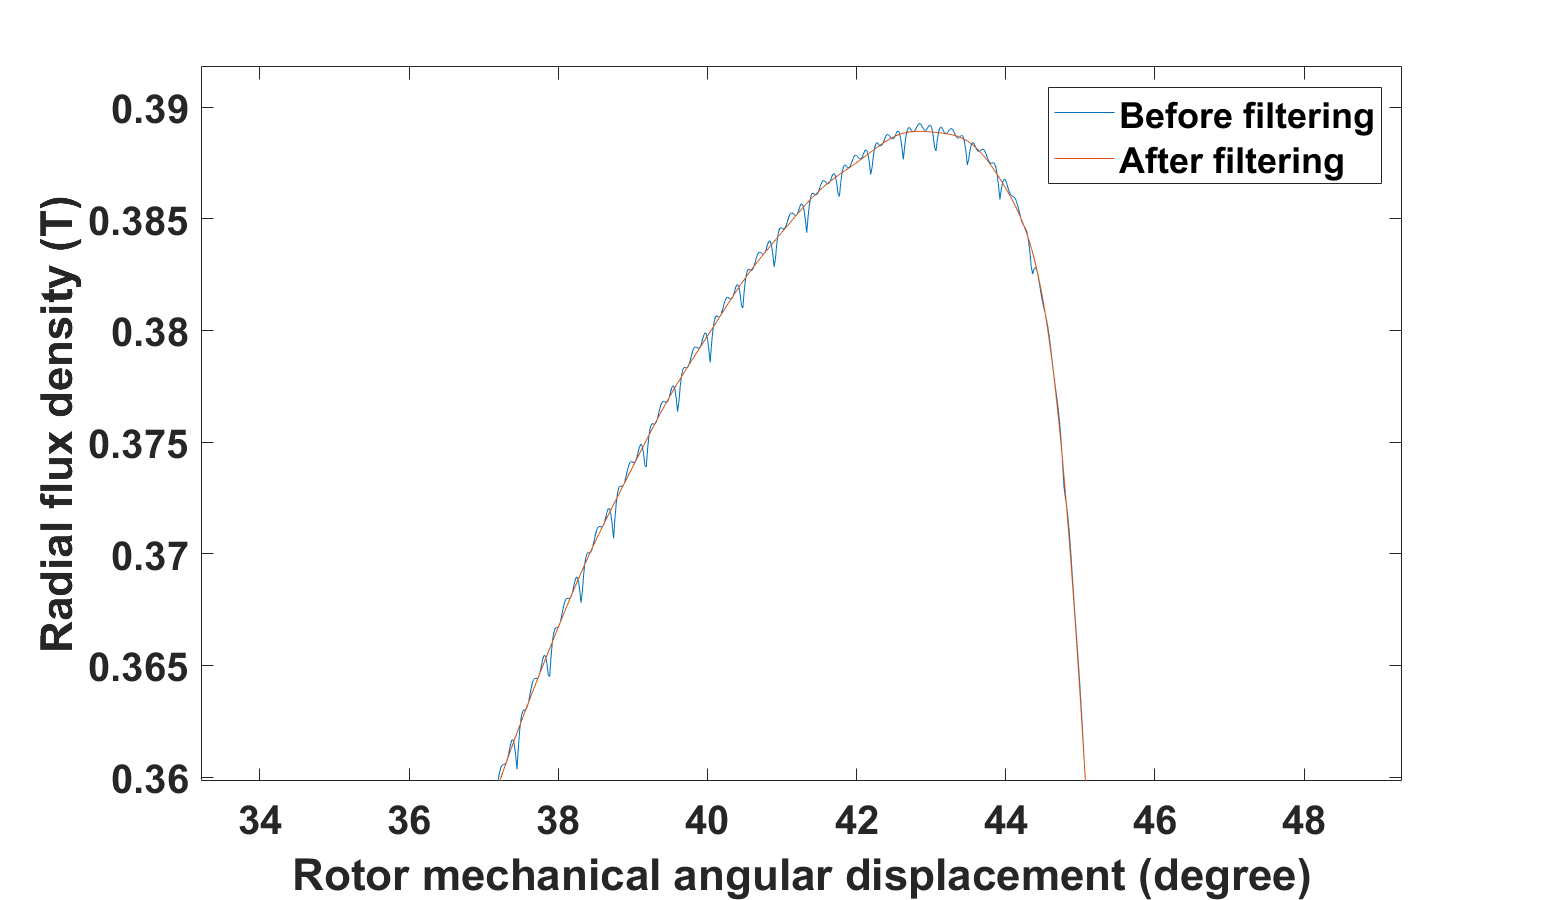 Before filtering
After filtering
0.39
0.385
0.38
0.375
0.37
0.365
0.36
Radial flux density (T)
34 36 38 40 42 44 46 48
Rotor mechanical angular displacement (degree)